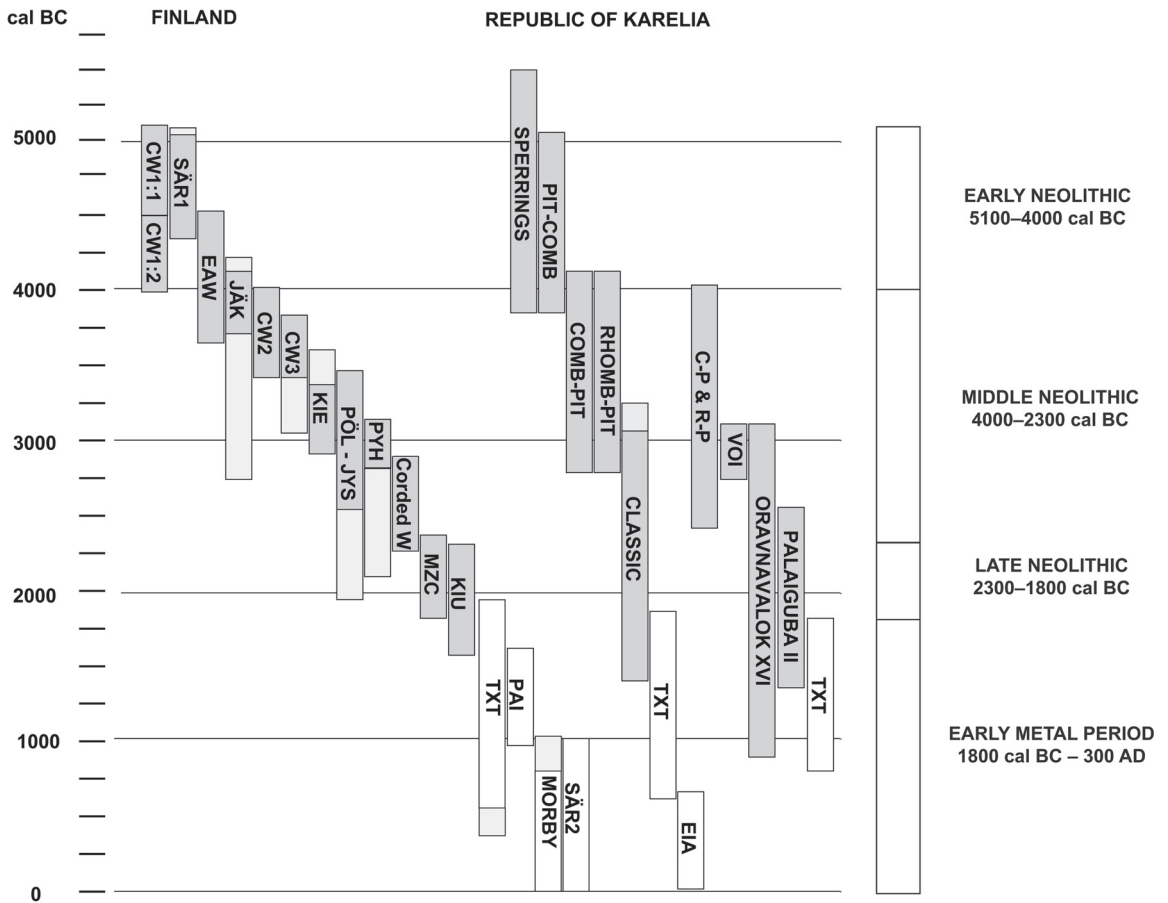 cal BC
FINLAND
REPUBLIC OF KARELIA
5000
4000
3000
2000
1000
0
CW1:1
CW1:2
SÄR1
EAW
JÄK
CW2
CW3
KIE
PÖL - JYS
PYH
Corded W
MZC
KIU
TXT
PAI
MORBY
SÄR2
SPERRINGS
PIT-COMB
COMB-PIT
RHOMB-PIT
CLASSIC
TXT
EIA
C-P & R-P
VOI
ORAVNAVALOK XVI
PALAIGUBA II
TXT
EARLY NEOLITHIC
5100–4000 cal BC
MIDDLE NEOLITHIC
4000–2300 cal BC
LATE NEOLITHIC
2300–1800 cal BC
EARLY METAL PERIOD
1800 cal BC – 300 AD